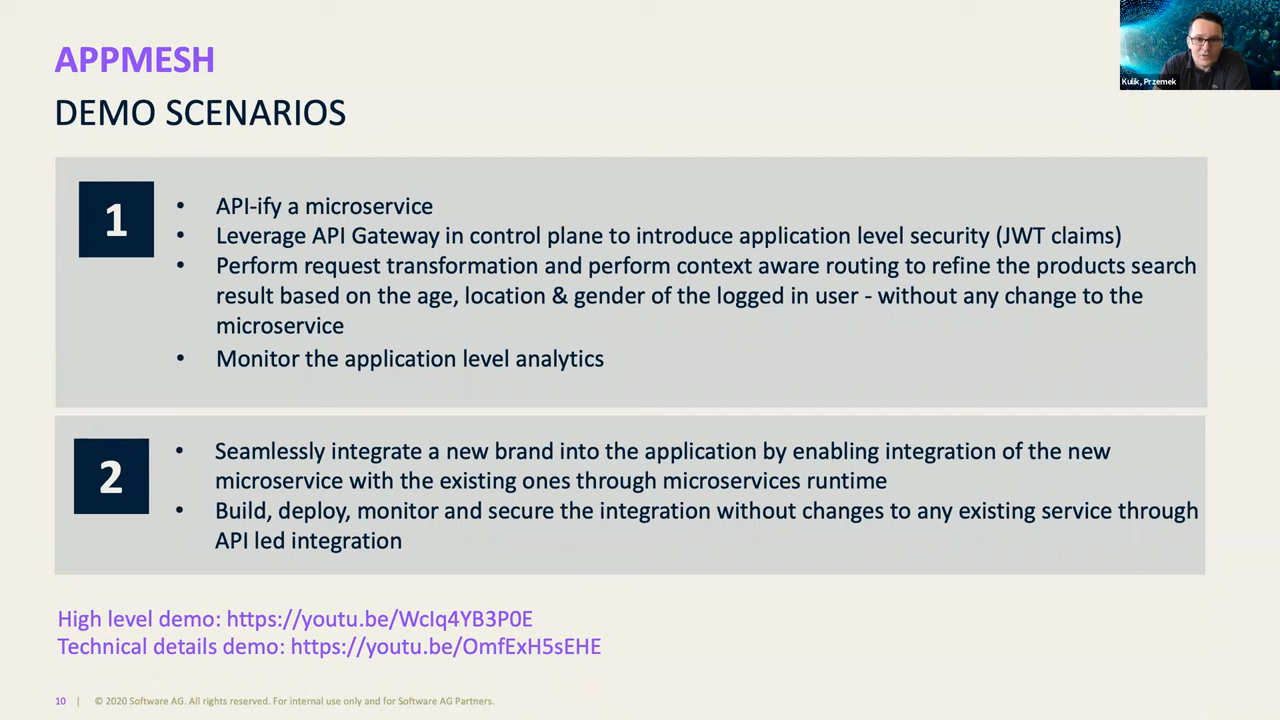 APPMESH
DEMO SCENARIOS
Kulik, Przemek
1
• API-ify a microservice
• Leverage API Gateway in control plane to introduce application level security (JWT claims)
• Perform request transformation and perform context aware routing to refine the products search
result based on the age, location & gender of the logged in user - without any change to the
microservice
• Monitor the application level analytics
2
• Seamlessly integrate a new brand into the application by enabling integration of the new
microservice with the existing ones through microservices runtime
• Build, deploy, monitor and secure the integration without changes to any existing service through
API led integration
High level demo: https://youtu.be/WcIq4YB3P0E
Technical details demo: https://youtu.be/OmfExH5sEHE
10 | © 2020 Software AG. All rights reserved. For internal use only and for Software AG Partners.